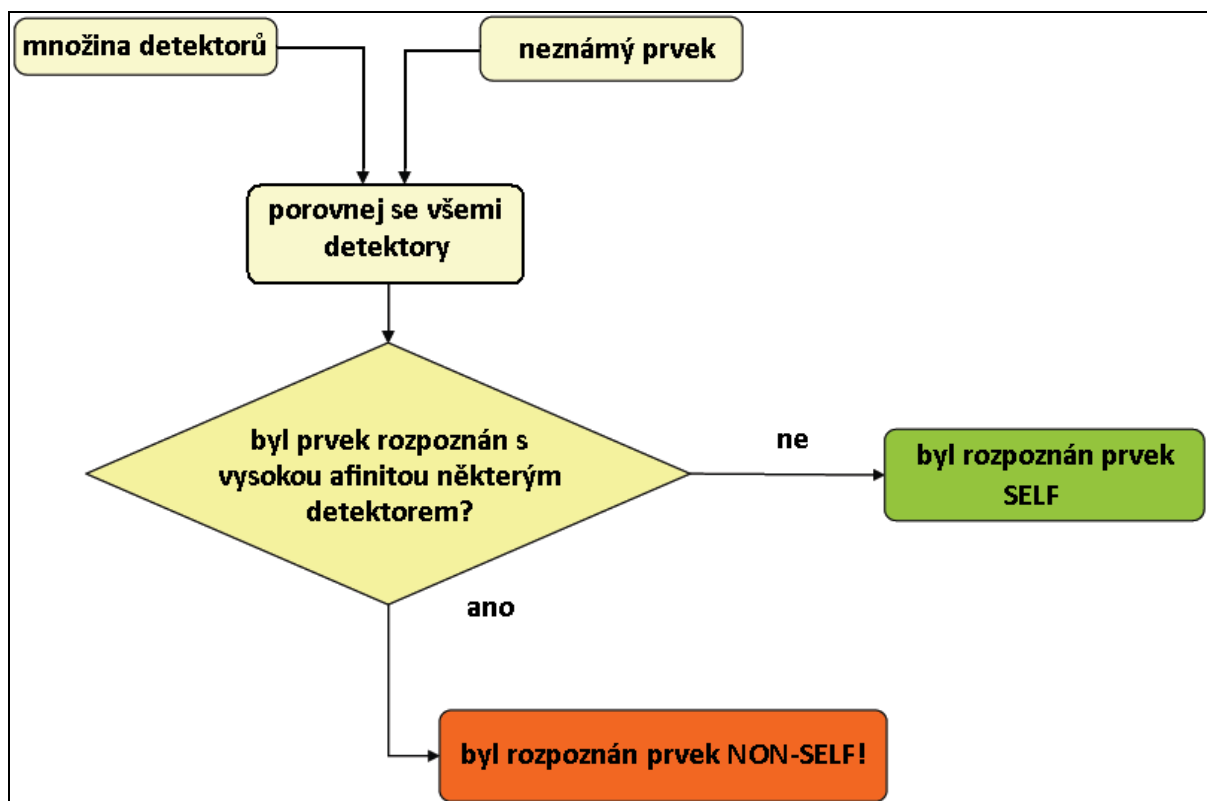 množina detektorů
neznámý prvek
porovnej se všemi
detektory
byl prvek rozpoznán s
vysokou afinitou některým
detektorem?
ne
byl rozpoznán prvek
SELF
ano
byl rozpoznán prvek NON-SELF!